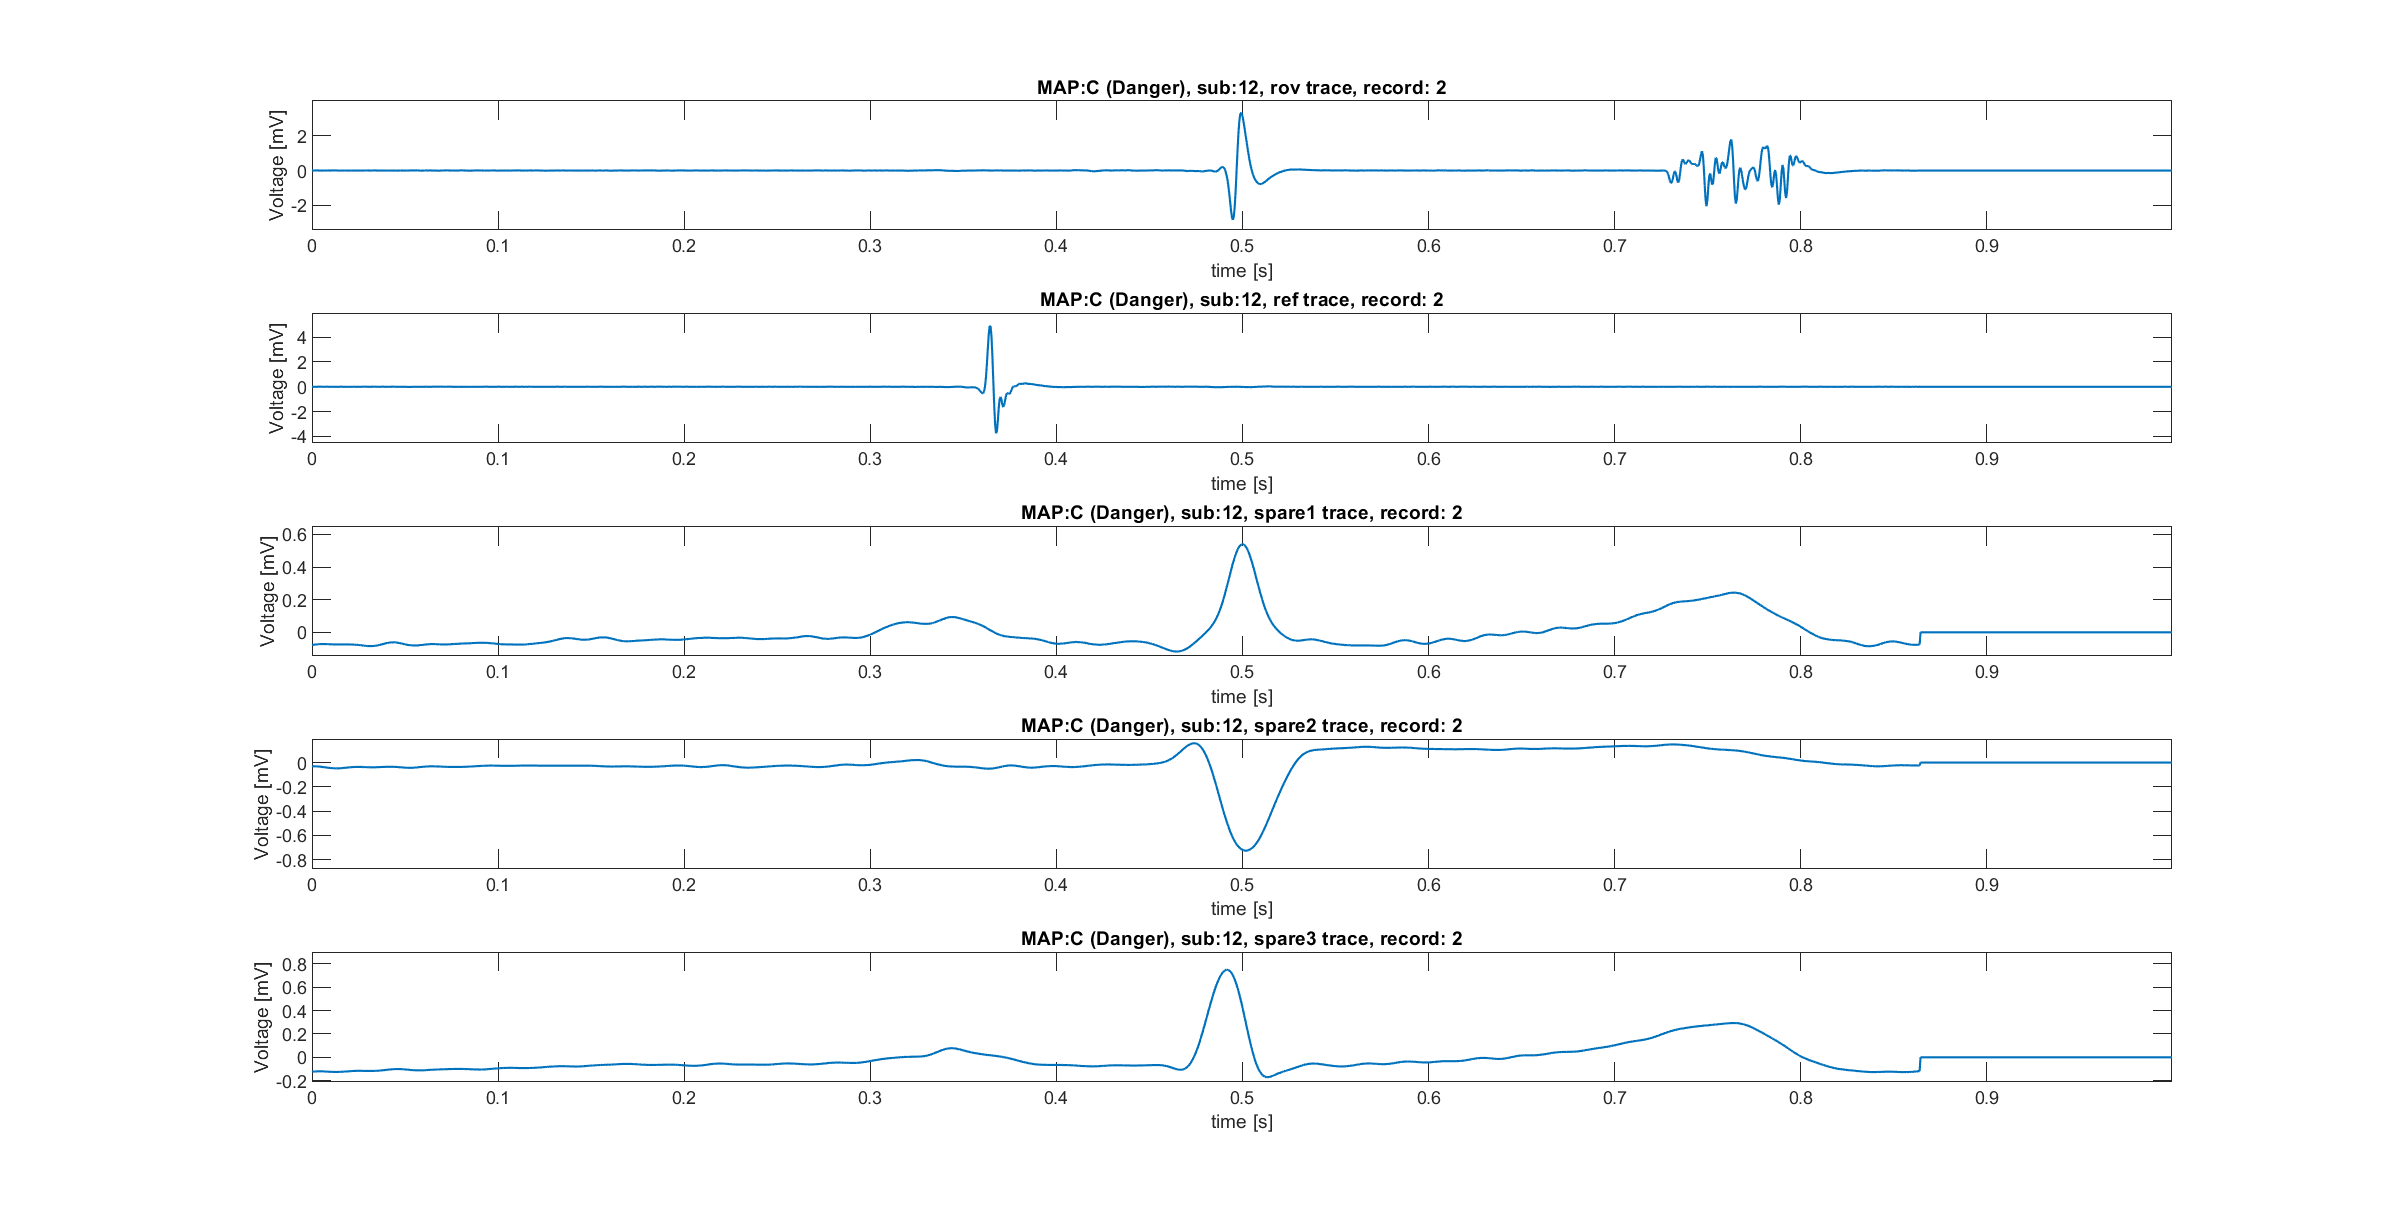 MAP:C (Danger), sub:12, rov trace, record: 2
Voltage [mV]
2
0
-2
0 0.1 0.2 0.3 0.4 0.5 0.6 0.7 0.8 0.9
time [s]
MAP:C (Danger), sub:12, ref trace, record: 2
Voltage [mV]
4
2
0
-2
-4
0 0.1 0.2 0.3 0.4 0.5 0.6 0.7 0.8 0.9
time [s]
MAP:C (Danger), sub:12, spare1 trace, record: 2
Voltage [mV]
0.6
0.4
0.2
0
0 0.1 0.2 0.3 0.4 0.5 0.6 0.7 0.8 0.9
time [s]
MAP:C (Danger), sub:12, spare2 trace, record: 2
Voltage [mV]
0
-0.2
-0.4
-0.6
-0.8
0 0.1 0.2 0.3 0.4 0.5 0.6 0.7 0.8 0.9
time [s]
MAP:C (Danger), sub:12, spare3 trace, record: 2
Voltage [mV]
0.8
0.6
0.4
0.2
0
-0.2
0 0.1 0.2 0.3 0.4 0.5 0.6 0.7 0.8 0.9
time [s]